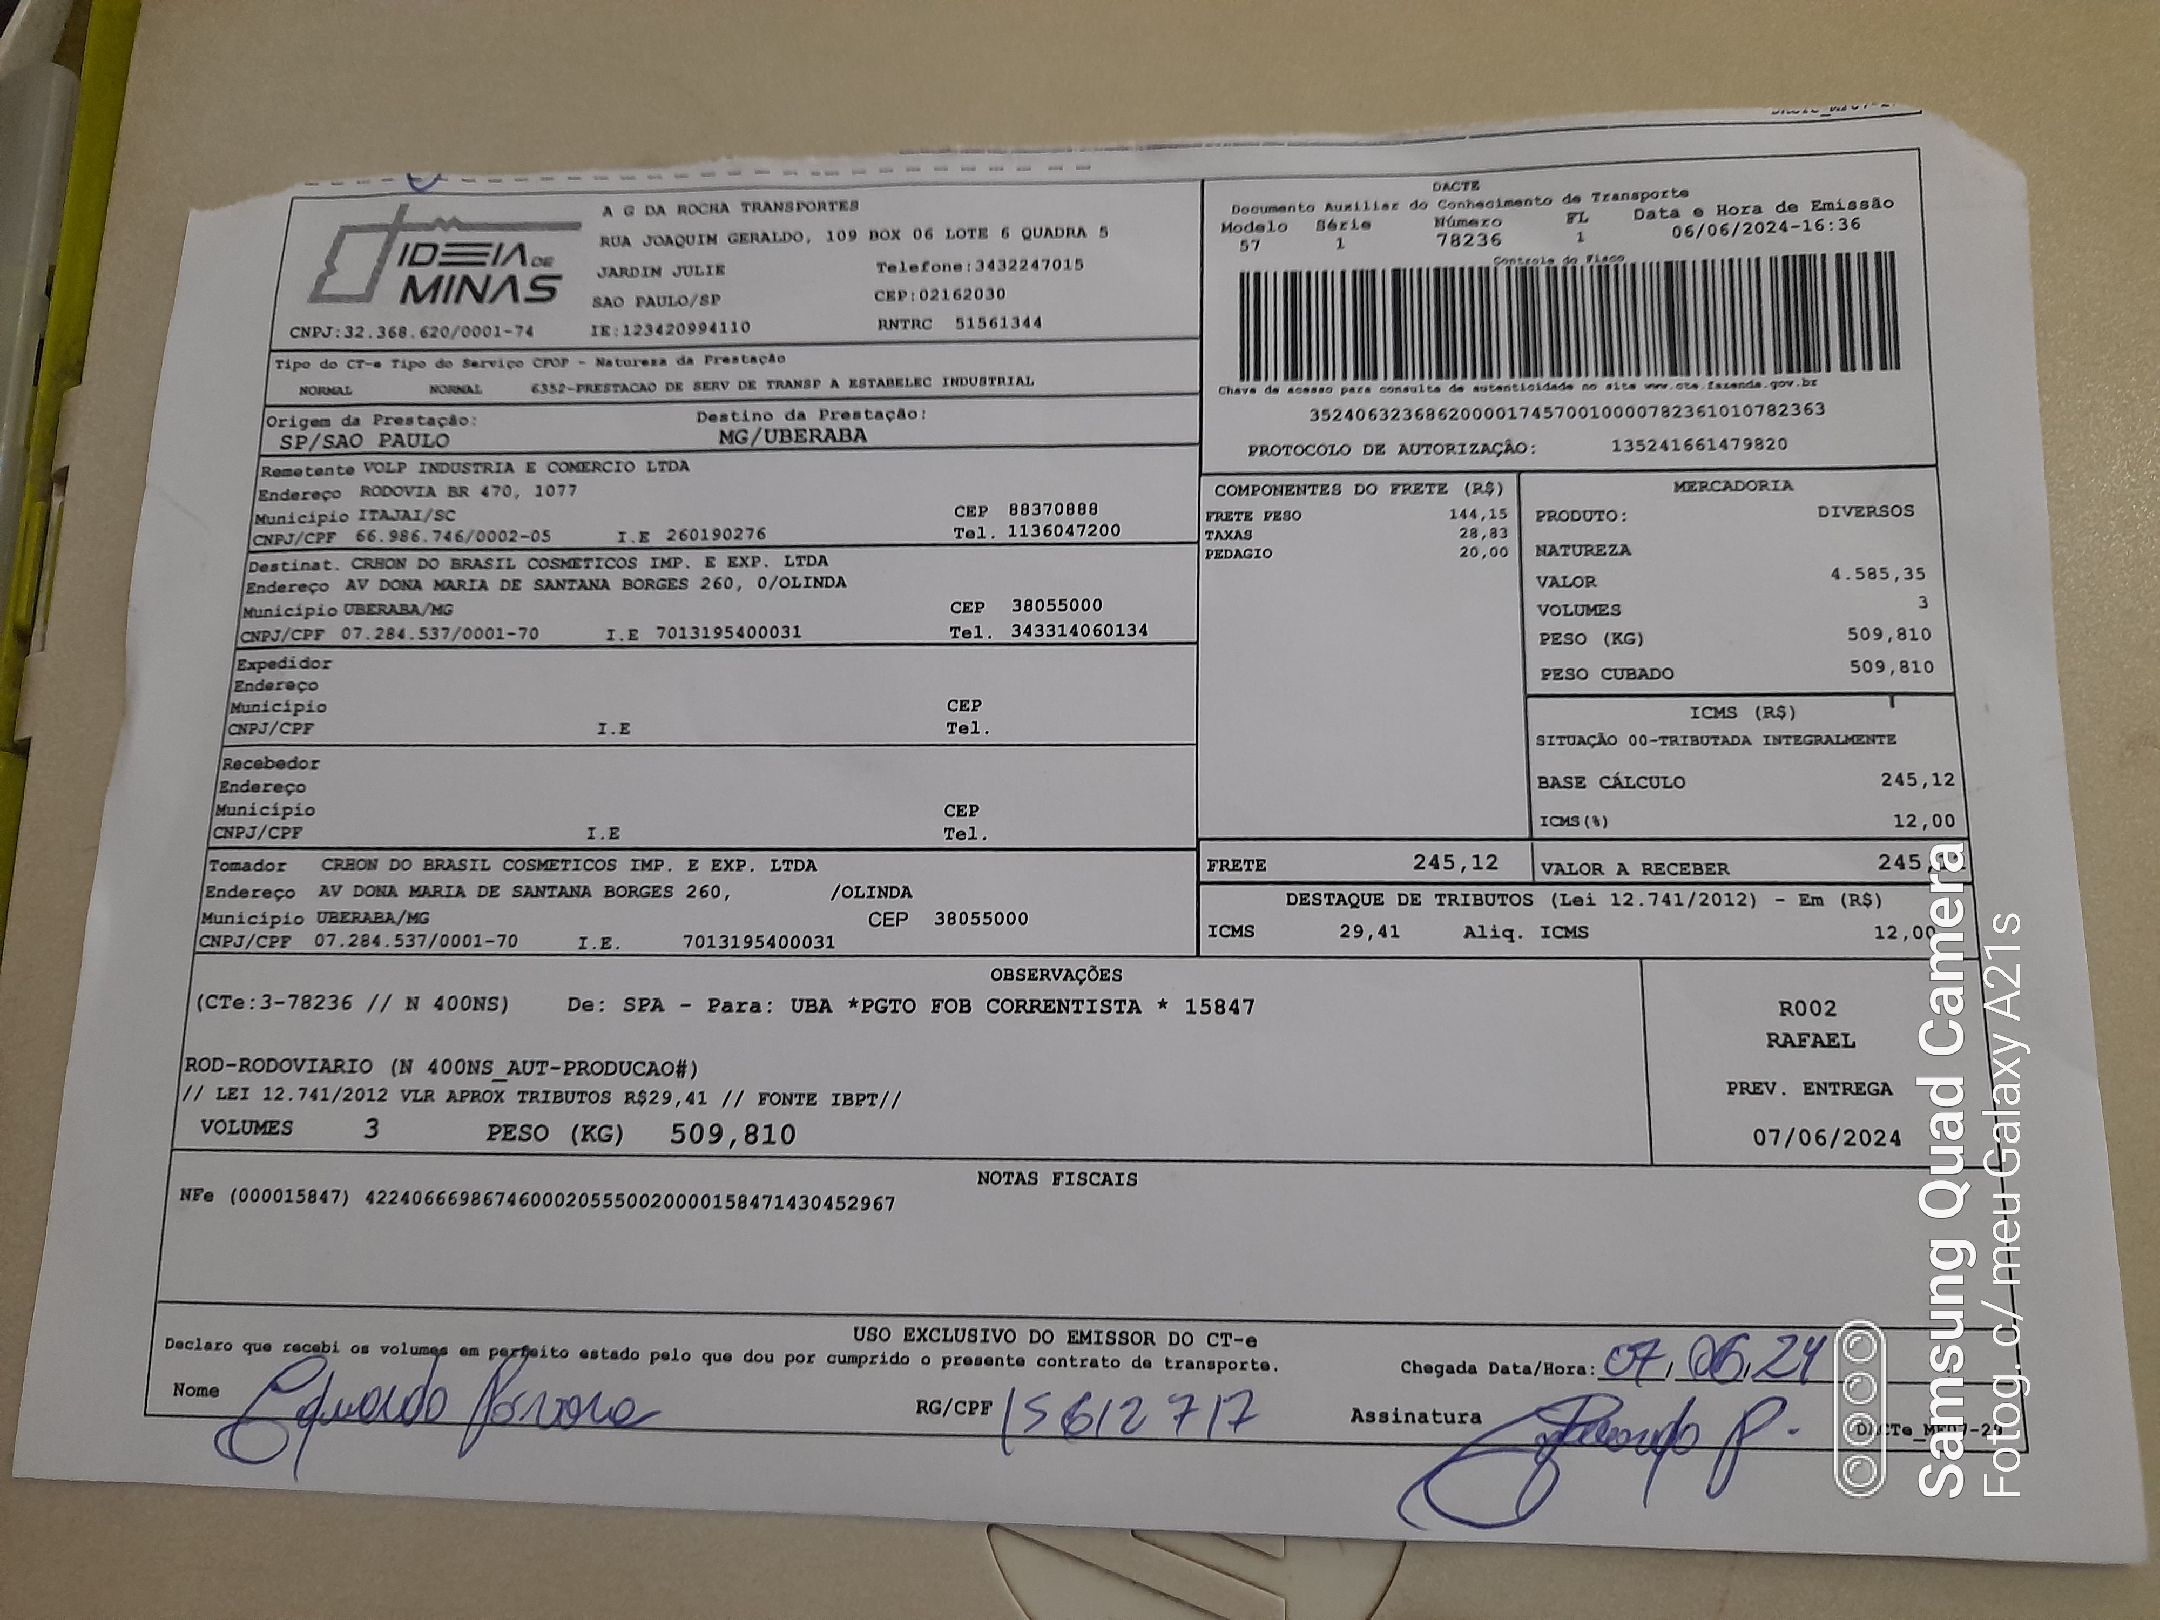 IDEIA DE
MINAS
A G DA ROCHA TRANSPORTES
RUA JOAQUIM GERALDO, 109 BOX 06 LOTE 6 QUADRA 5
JARDIN JULIE Telefone:3432247015
SAO PAULO/SP CEP:02162030
CNPJ:32.368.620/0001-74 IE:123420994110 RNTRC 51561344
DACTE
Documento Auxiliar do Conhecimento de Transporte
Modelo Série Número FL Data e Hora de Emissão
57 1 78236 1 06/06/2024-16:36
Controle do Fisco
Chave de acesso para consulta de autenticidade no site www.cte.fazenda.gov.br
35240632368620000174570010000782361010782363
PROTOCOLO DE AUTORIZAÇÃO: 135241661479820
Tipo do CT-e Tipo do Serviço CFOP - Natureza da Prestação
NORMAL NORMAL 6352-PRESTACAO DE SERV DE TRANSP A ESTABELEC INDUSTRIAL
Origem da Prestação: Destino da Prestação:
SP/SAO PAULO MG/UBERABA
Remetente VOLP INDUSTRIA E COMERCIO LTDA
Endereço RODOVIA BR 470, 1077
Município ITAJAI/SC CEP 88370888
CNPJ/CPF 66.986.746/0002-05 I.E 260190276 Tel. 1136047200
Destinat. CRHON DO BRASIL COSMETICOS IMP. E EXP. LTDA
Endereço AV DONA MARIA DE SANTANA BORGES 260, 0/OLINDA
Município UBERABA/MG CEP 38055000
CNPJ/CPF 07.284.537/0001-70 I.E 7013195400031 Tel. 343314060134
Expedidor
Endereço
Município CEP
CNPJ/CPF I.E Tel.
Recebedor
Endereço
Município CEP
CNPJ/CPF I.E Tel.
Tomador CRHON DO BRASIL COSMETICOS IMP. E EXP. LTDA
Endereço AV DONA MARIA DE SANTANA BORGES 260, /OLINDA
Município UBERABA/MG CEP 38055000
CNPJ/CPF 07.284.537/0001-70 I.E. 7013195400031
COMPONENTES DO FRETE (R$)
FRETE PESO 144,15
TAXAS 28,83
PEDAGIO 20,00
MERCADORIA
PRODUTO: DIVERSOS
NATUREZA
VALOR 4.585,35
VOLUMES 3
PESO (KG) 509,810
PESO CUBADO 509,810
ICMS (R$)
SITUAÇÃO 00-TRIBUTADA INTEGRALMENTE
BASE CÁLCULO 245,12
ICMS(%) 12,00
FRETE 245,12 VALOR A RECEBER
DESTAQUE DE TRIBUTOS (Lei 12.741/2012) - Em (R$)
ICMS 29,41 Aliq. ICMS 12,00
OBSERVAÇÕES
(CTe:3-78236 // N 400NS) De: SPA - Para: UBA *PGTO FOB CORRENTISTA * 15847
ROD-RODOVIARIO (N 400NS_AUT-PRODUCAO#)
// LEI 12.741/2012 VLR APROX TRIBUTOS R$29,41 // FONTE IBPT//
VOLUMES 3 PESO (KG) 509,810
R002
RAFAEL
PREV. ENTREGA
07/06/2024
NOTAS FISCAIS
NFe (000015847) 42240666986746000205550020000158471430452967
USO EXCLUSIVO DO EMISSOR DO CT-e
Declaro que recebi os volumes em perfeito estado pelo que dou por cumprido o presente contrato de transporte.
Chegada Data/Hora: 07, 06, 24
Nome Eduardo RG/CPF 15612717 Assinatura
Samsung Quad Camera
Fotog. c/ meu Galaxy A21s